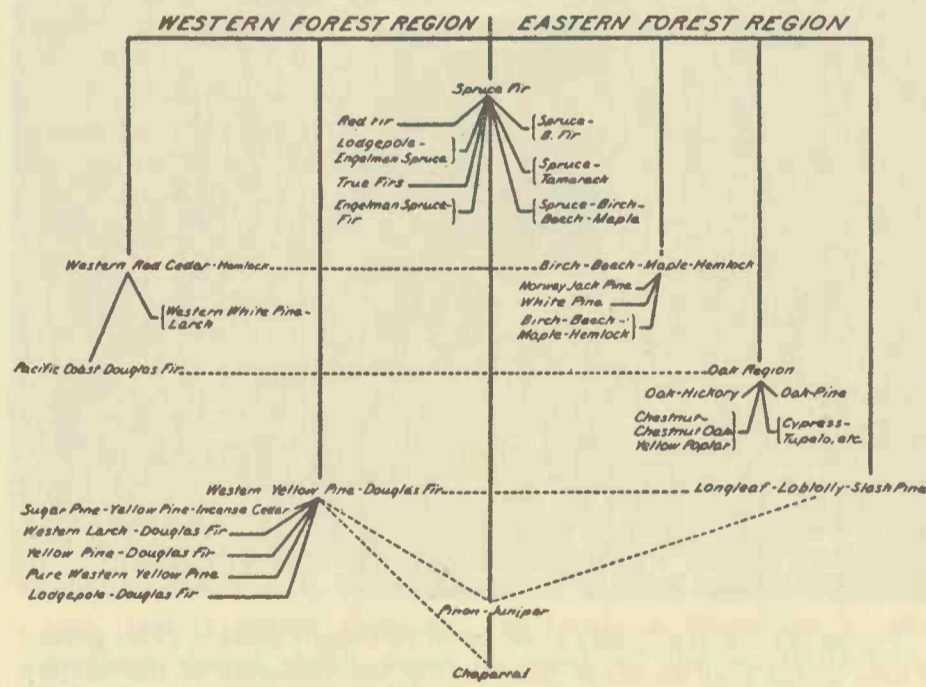 WESTERN FOREST REGION
EASTERN FOREST REGION
Spruce Fir
Red Fir
Lodgepole-
Engelman Spruce
True Firs
Engelman Spruce-
Fir
Spruce-
B. Fir
Spruce-
Tamarack
Spruce-Birch-
Beech-Maple
Western Red Cedar-Hemlock
Birch-Beech-Maple-Hemlock
Western White Pine-
Larch
Norway Jack Pine
White Pine
Birch-Beech-
Maple-Hemlock
Pacific Coast Douglas Fir
Oak Region
Oak-Hickory
Oak-Pine
Chestnut-
Chestnut Oak
Yellow Poplar
Cypress-
Tupelo, etc.
Western Yellow Pine-Douglas Fir
Longleaf-Loblolly-Slash Pine
Sugar Pine-Yellow Pine-Incense Cedar
Western Larch-Douglas Fir
Yellow Pine-Douglas Fir
Pure Western Yellow Pine
Lodgepole-Douglas Fir
Pinon-Juniper
Chaparral